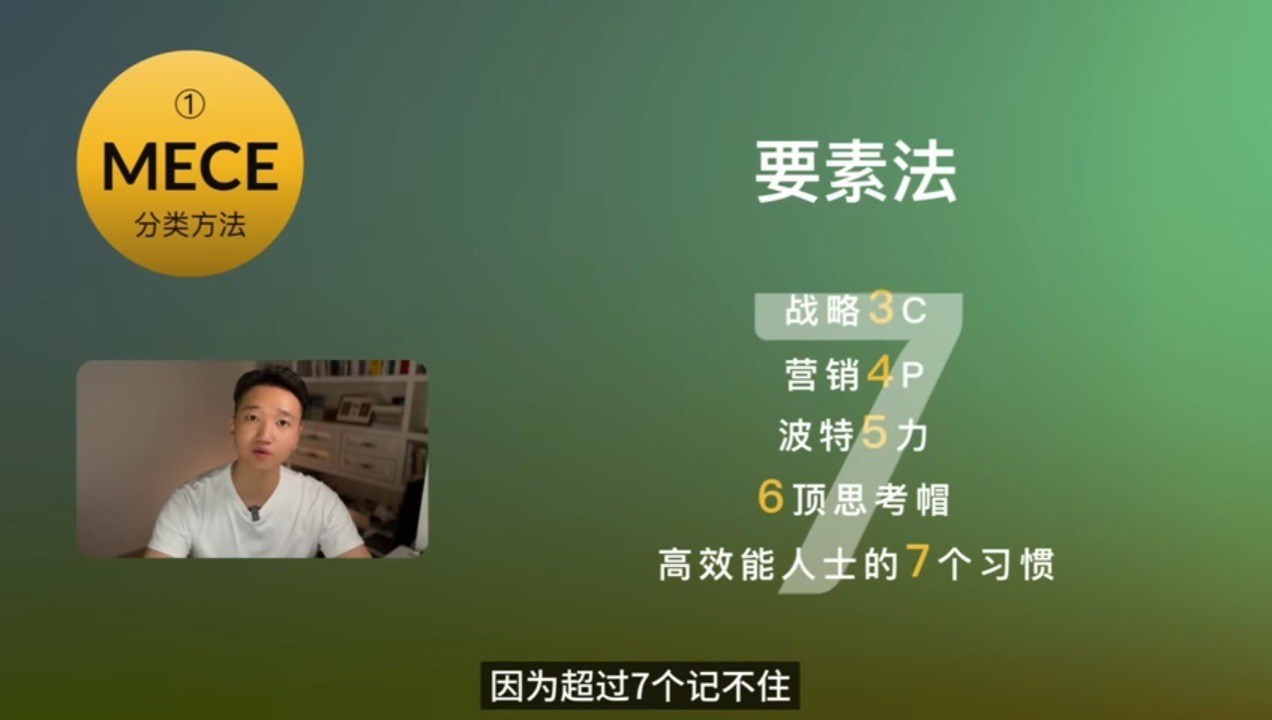 ①
MECE
分类方法
要素法
7
战略3C
营销4P
波特5力
6顶思考帽
高效能人士的7个习惯
因为超过7个记不住